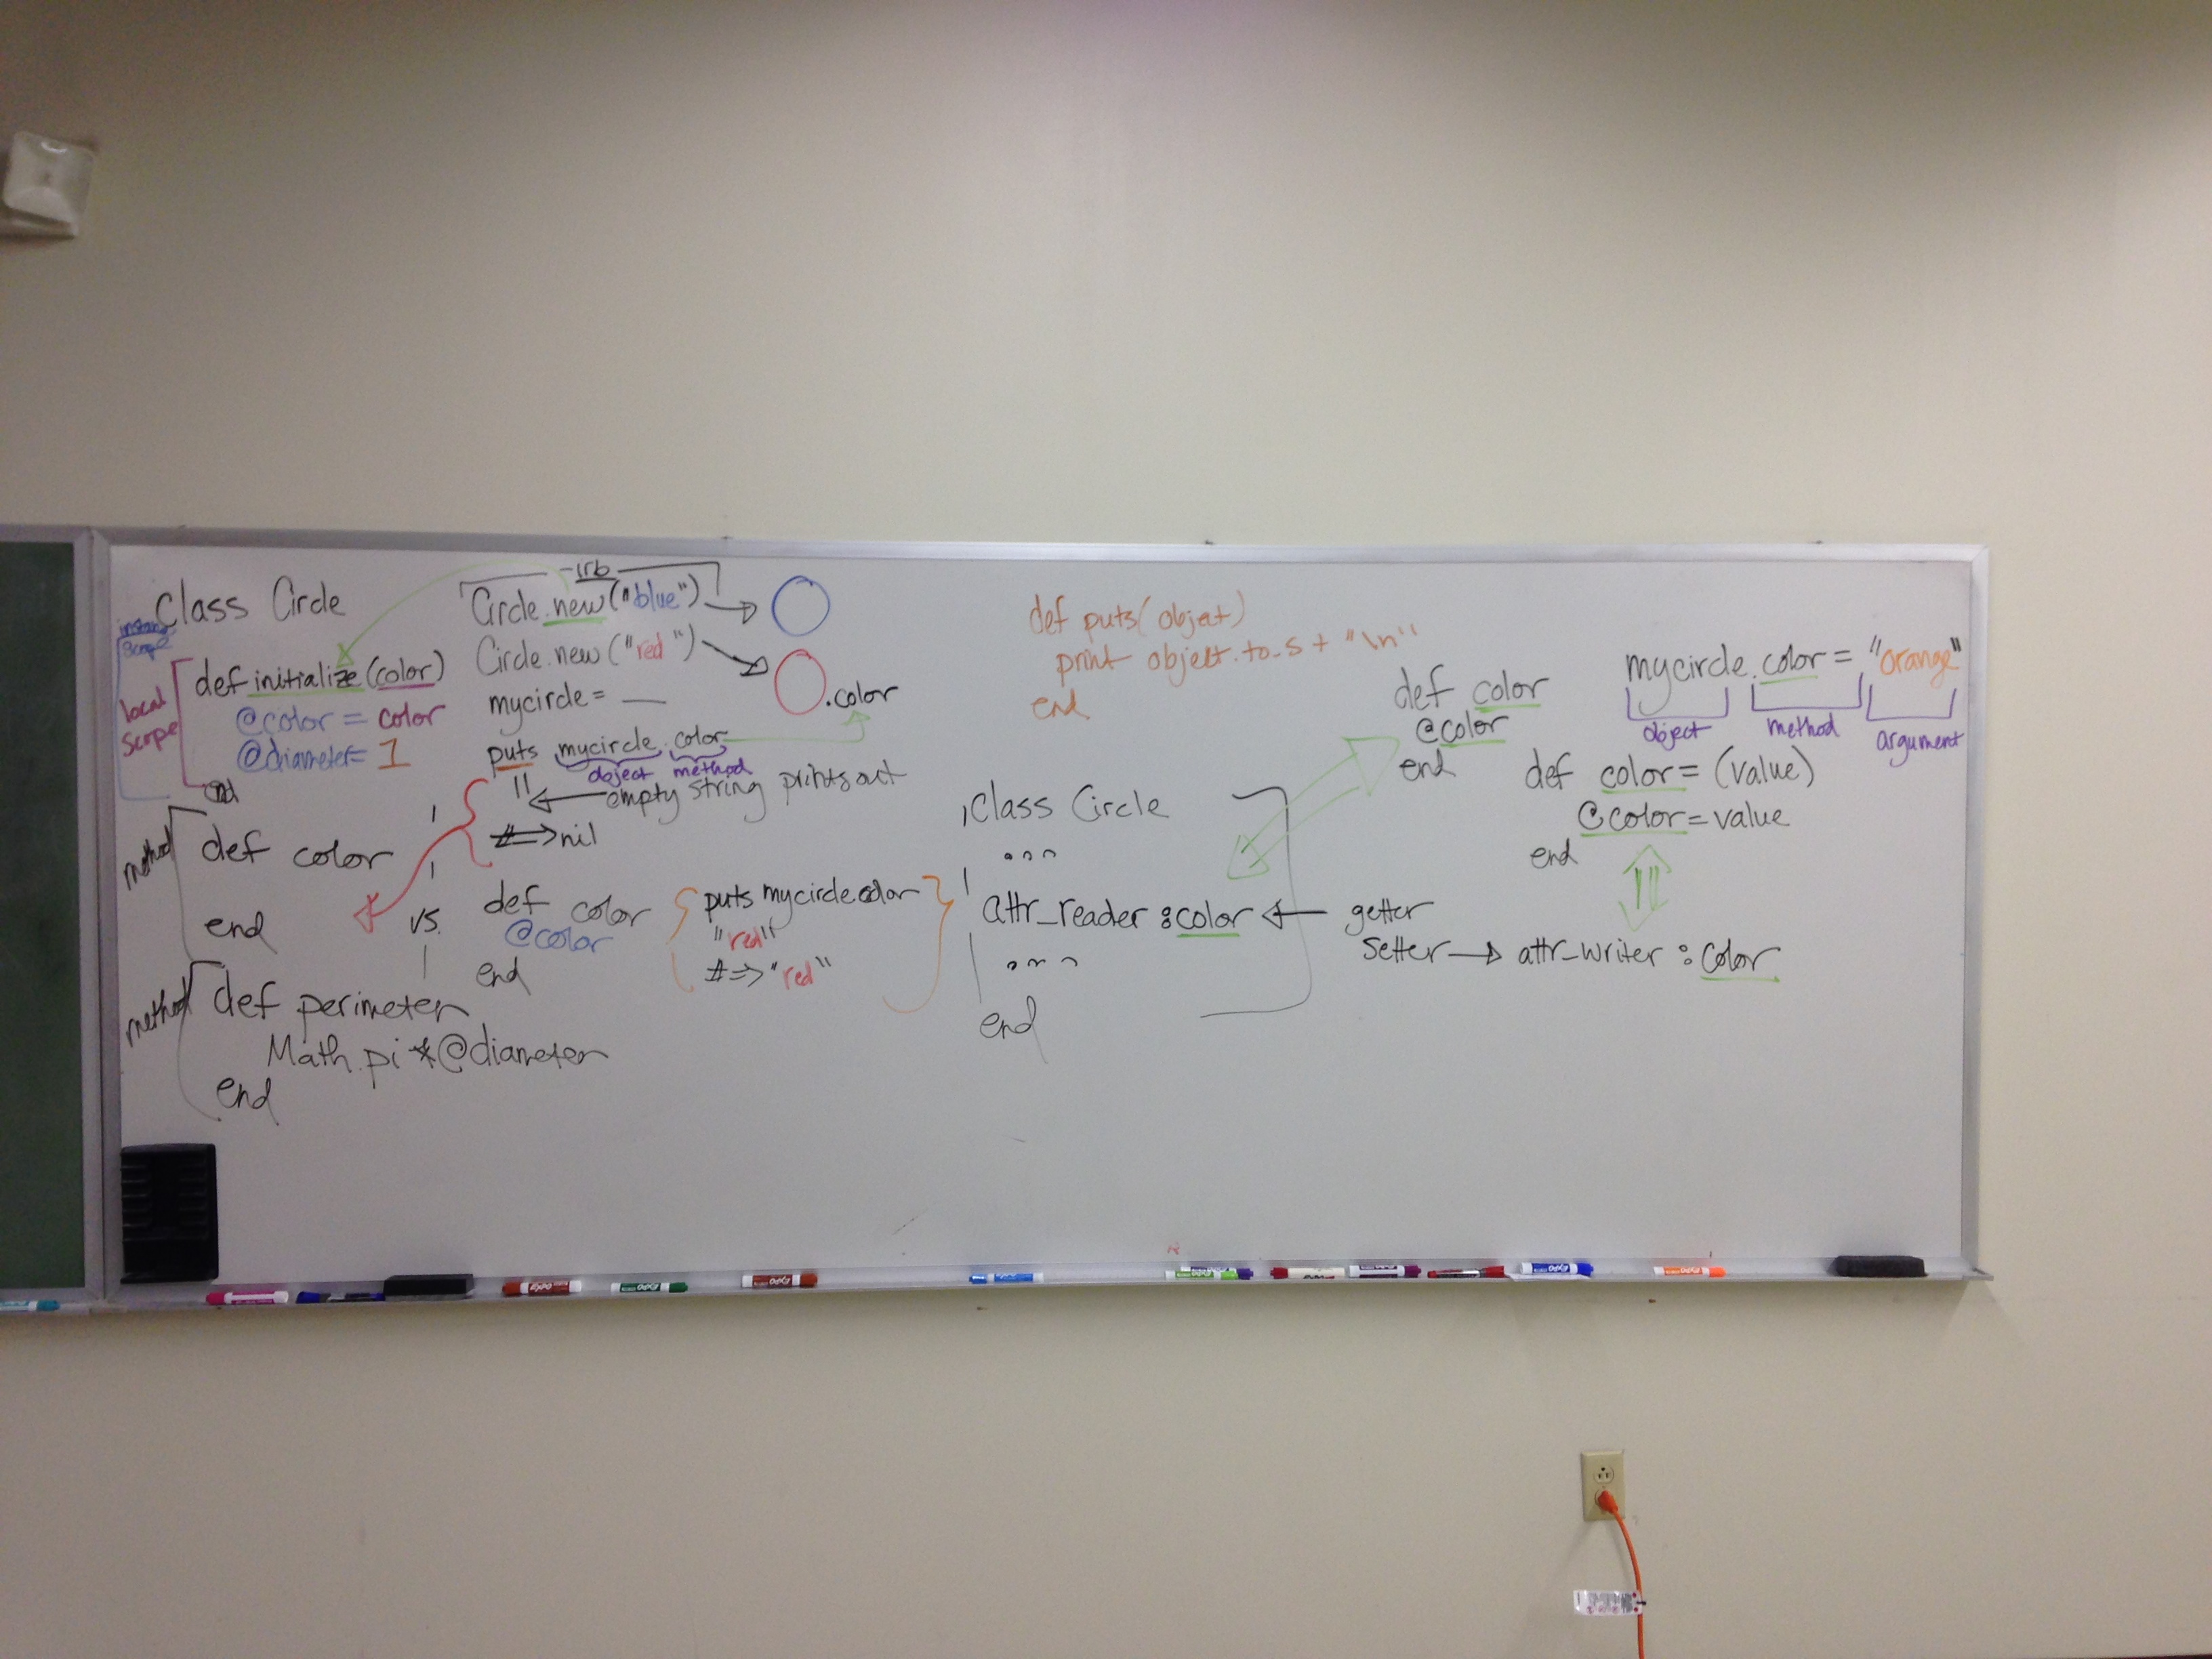 Class Circle
instance
scope
local
scope
def initialize (color)
@color = color
@diameter= 1
end
method
def color
end
method
def perimeter
Math.pi * @diameter
end
irb
Circle.new("blue")
Circle.new("red")
mycircle = __
.color
puts mycircle.color
object method
""
empty string prints out
#=> nil
vs.
def color
@color
end
puts mycircle.color
"red"
#=> "red"
def puts(object)
print object.to_s + "\n"
end
Class Circle
...
attr_reader :color
...
end
getter
setter → attr_writer :color
def color
@color
end
mycircle.color = "orange"
object method argument
def color= (value)
@color=value
end